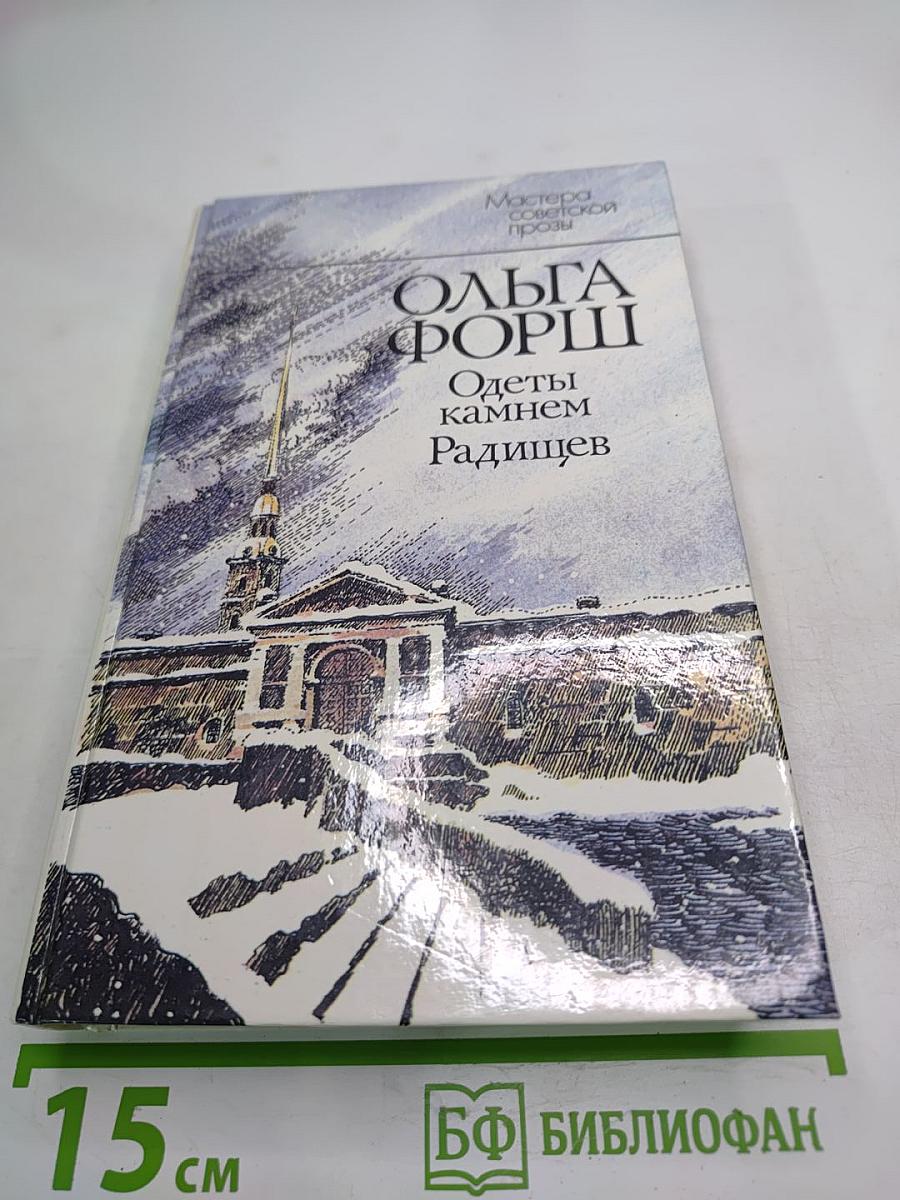 Мастера
советской
прозы
ОЛЬГА
ФОРШ
Одеты
камнем
Радищев
15 см
БФ БИБЛИОФАН